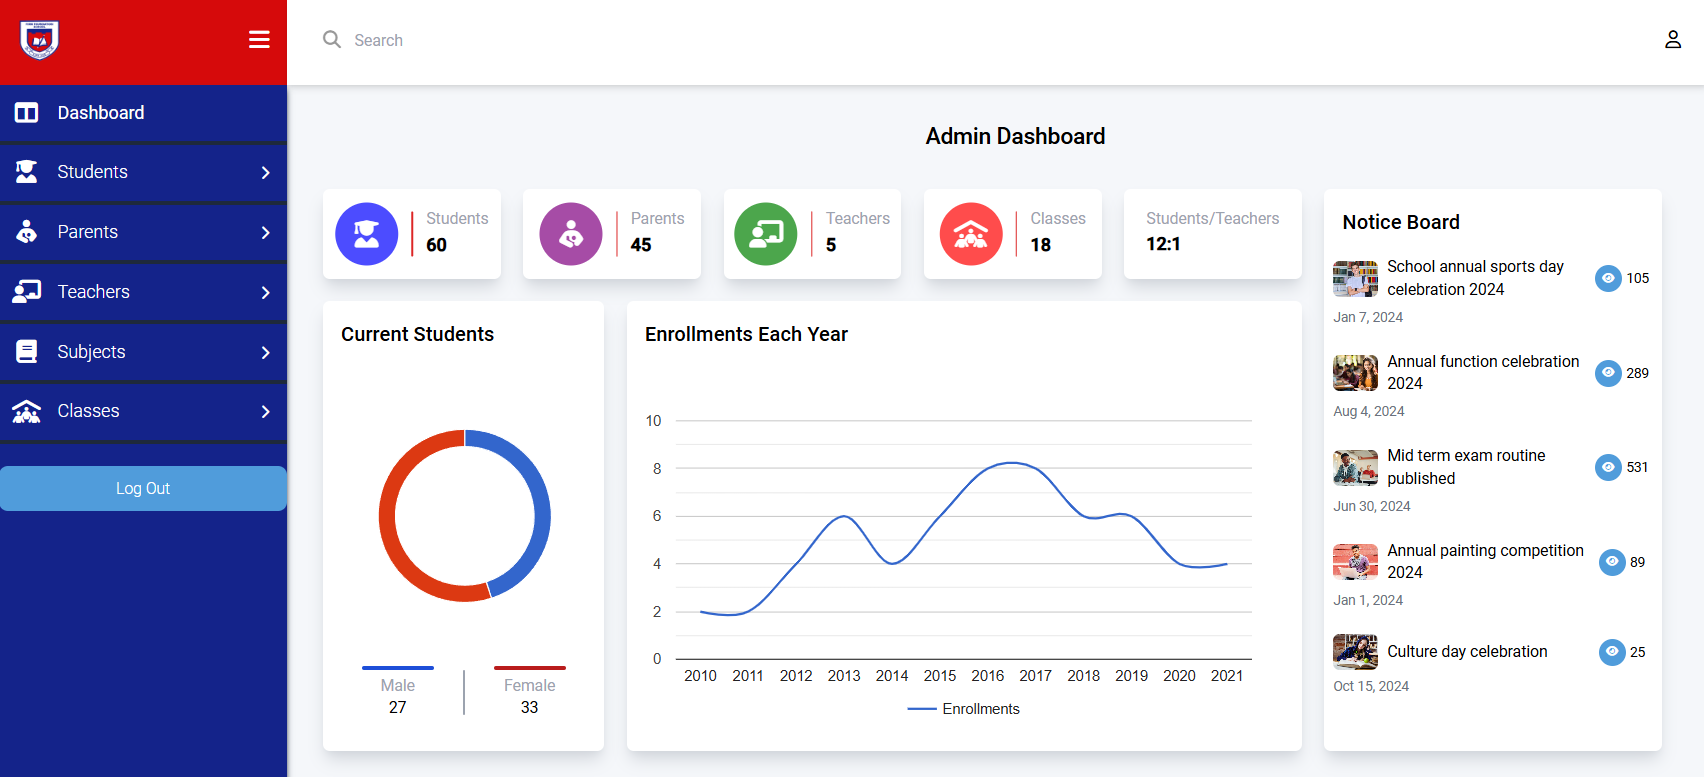 Search
Dashboard
Students
Parents
Teachers
Subjects
Classes
Log Out
Admin Dashboard
Students
60
Parents
45
Teachers
5
Classes
18
Students/Teachers
12:1
Current Students
Male
27
Female
33
Enrollments Each Year
10
8
6
4
2
0
2010 2011 2012 2013 2014 2015 2016 2017 2018 2019 2020 2021
Enrollments
Notice Board
School annual sports day
celebration 2024
105
Jan 7, 2024
Annual function celebration
2024
289
Aug 4, 2024
Mid term exam routine
published
531
Jun 30, 2024
Annual painting competition
2024
89
Jan 1, 2024
Culture day celebration
25
Oct 15, 2024